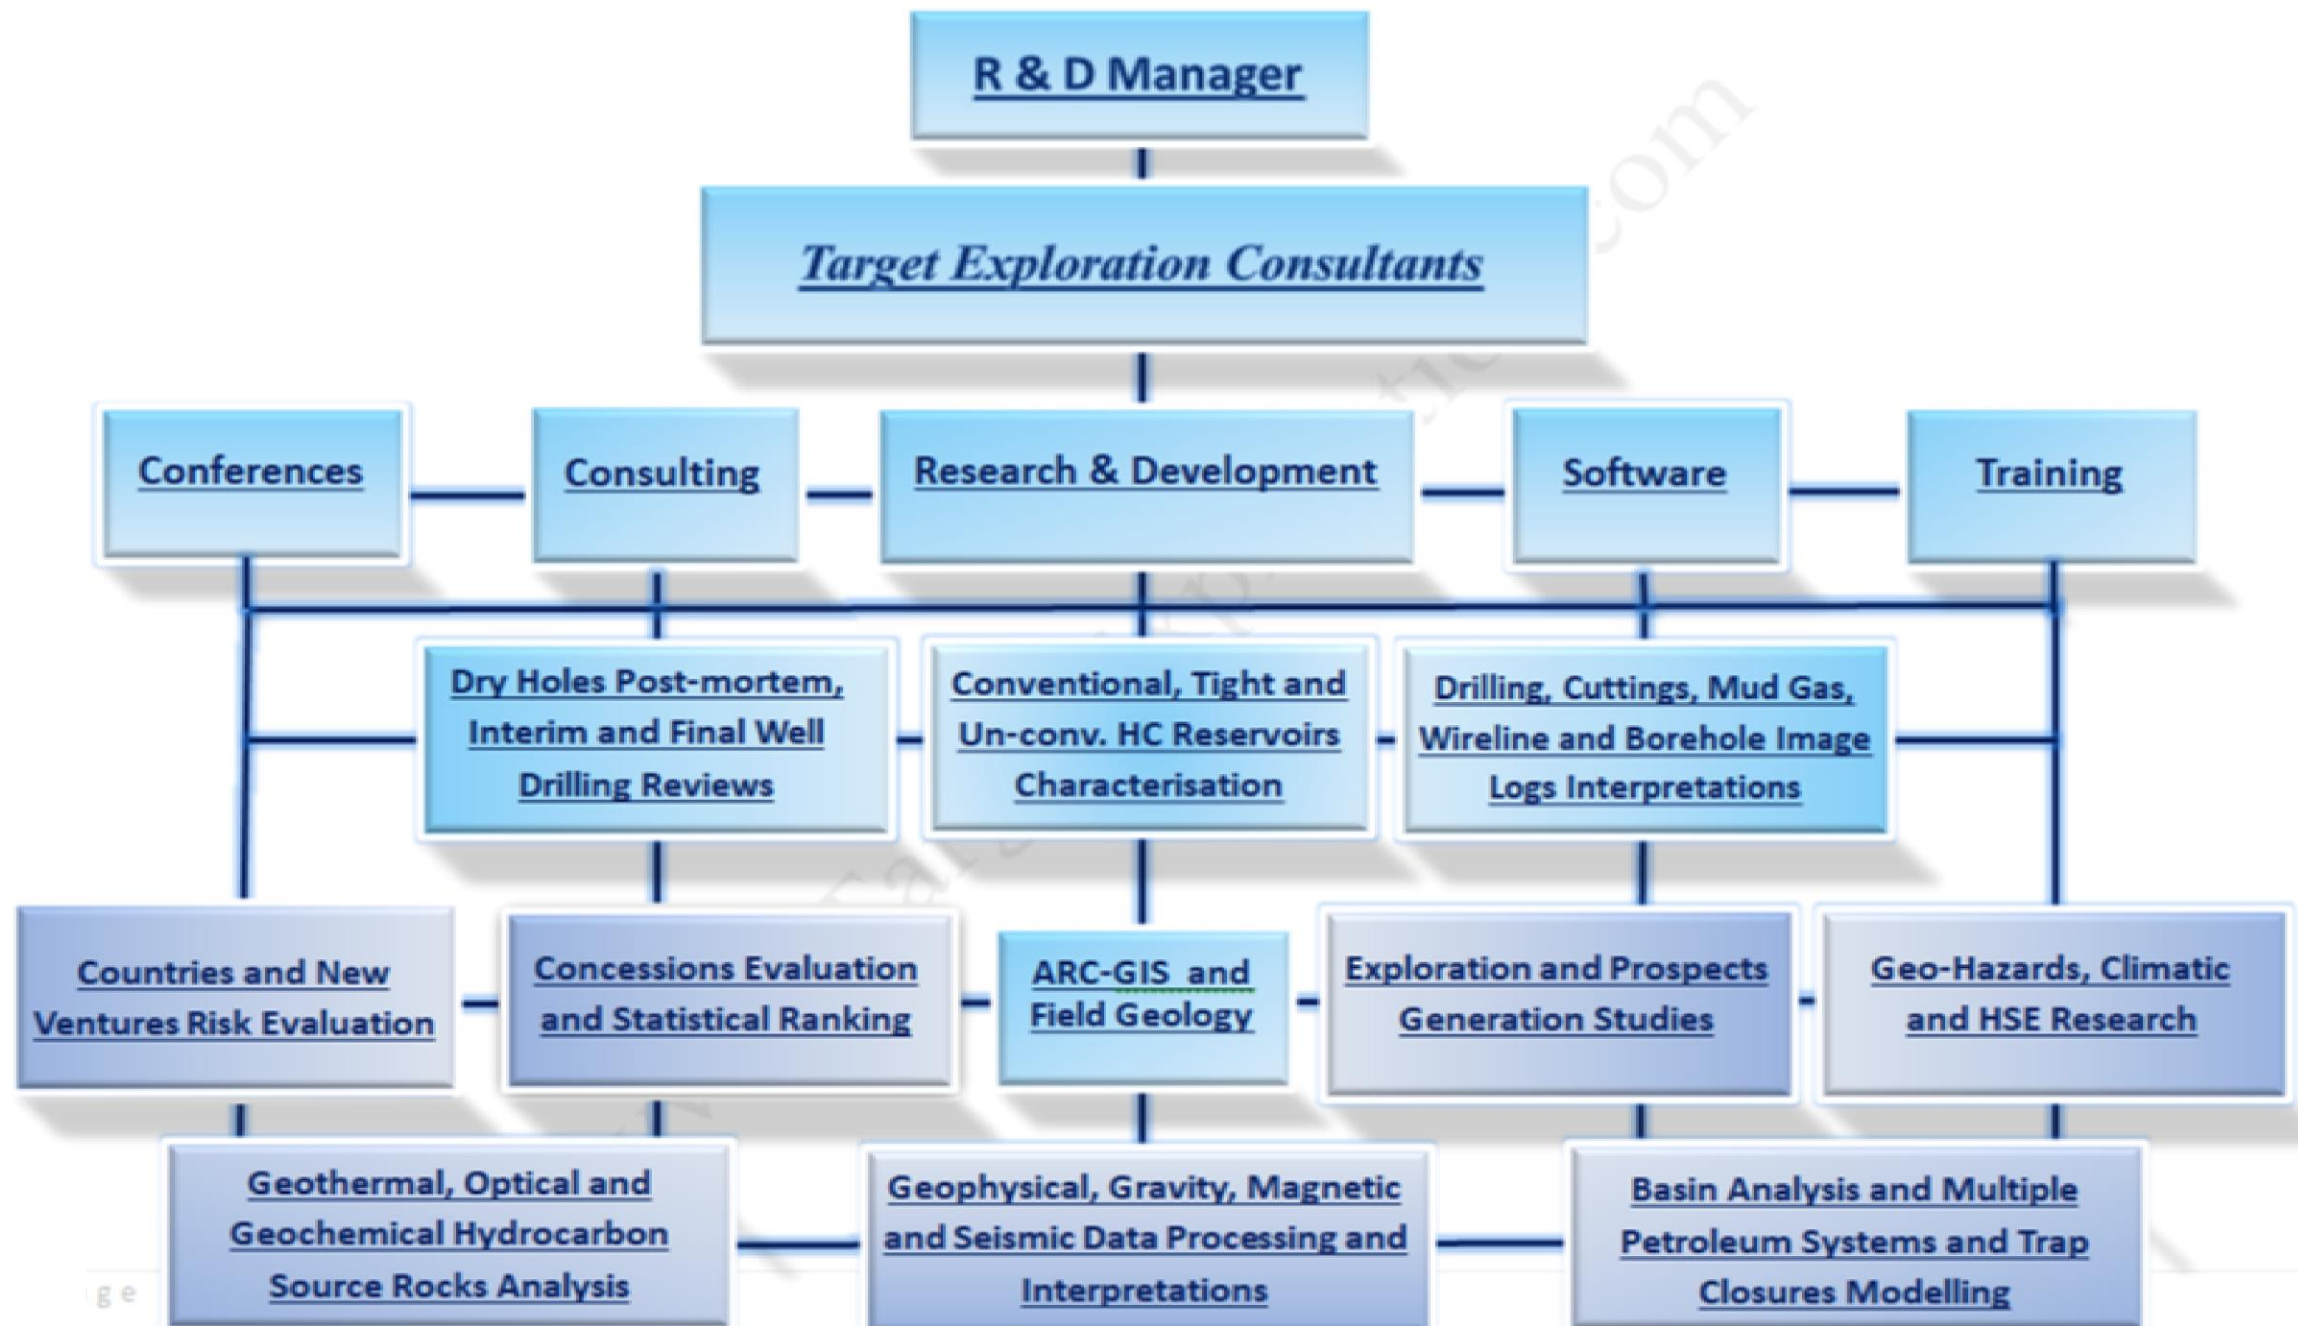 R & D Manager
Target Exploration Consultants
Conferences
Consulting
Research & Development
Software
Training
Dry Holes Post-mortem,
Interim and Final Well
Drilling Reviews
Conventional, Tight and
Un-conv. HC Reservoirs
Characterisation
Drilling, Cuttings, Mud Gas,
Wireline and Borehole Image
Logs Interpretations
Countries and New
Ventures Risk Evaluation
Concessions Evaluation
and Statistical Ranking
ARC-GIS and
Field Geology
Exploration and Prospects
Generation Studies
Geo-Hazards, Climatic
and HSE Research
Geothermal, Optical and
Geochemical Hydrocarbon
Source Rocks Analysis
Geophysical, Gravity, Magnetic
and Seismic Data Processing and
Interpretations
Basin Analysis and Multiple
Petroleum Systems and Trap
Closures Modelling